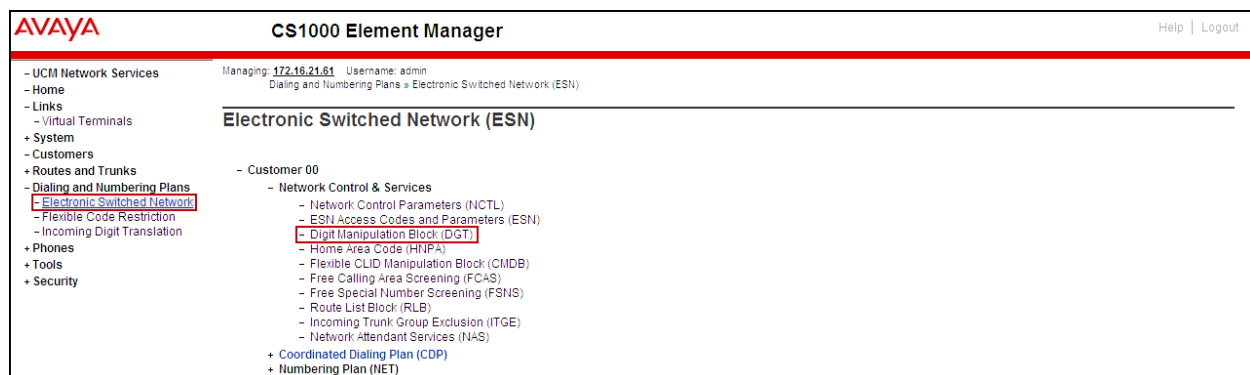 AVAYA
CS1000 Element Manager
Help | Logout
- UCM Network Services
- Home
- Links
- Virtual Terminals
+ System
- Customers
+ Routes and Trunks
- Dialing and Numbering Plans
- Electronic Switched Network
- Flexible Code Restriction
- Incoming Digit Translation
+ Phones
+ Tools
+ Security
Managing: 172.16.21.61 Username: admin
Dialing and Numbering Plans » Electronic Switched Network (ESN)
Electronic Switched Network (ESN)
- Customer 00
- Network Control & Services
- Network Control Parameters (NCTL)
- ESN Access Codes and Parameters (ESN)
- Digit Manipulation Block (DGT)
- Home Area Code (HNPA)
- Flexible CLID Manipulation Block (CMDB)
- Free Calling Area Screening (FCAS)
- Free Special Number Screening (FSNS)
- Route List Block (RLB)
- Incoming Trunk Group Exclusion (ITGE)
- Network Attendant Services (NAS)
+ Coordinated Dialing Plan (CDP)
+ Numbering Plan (NET)